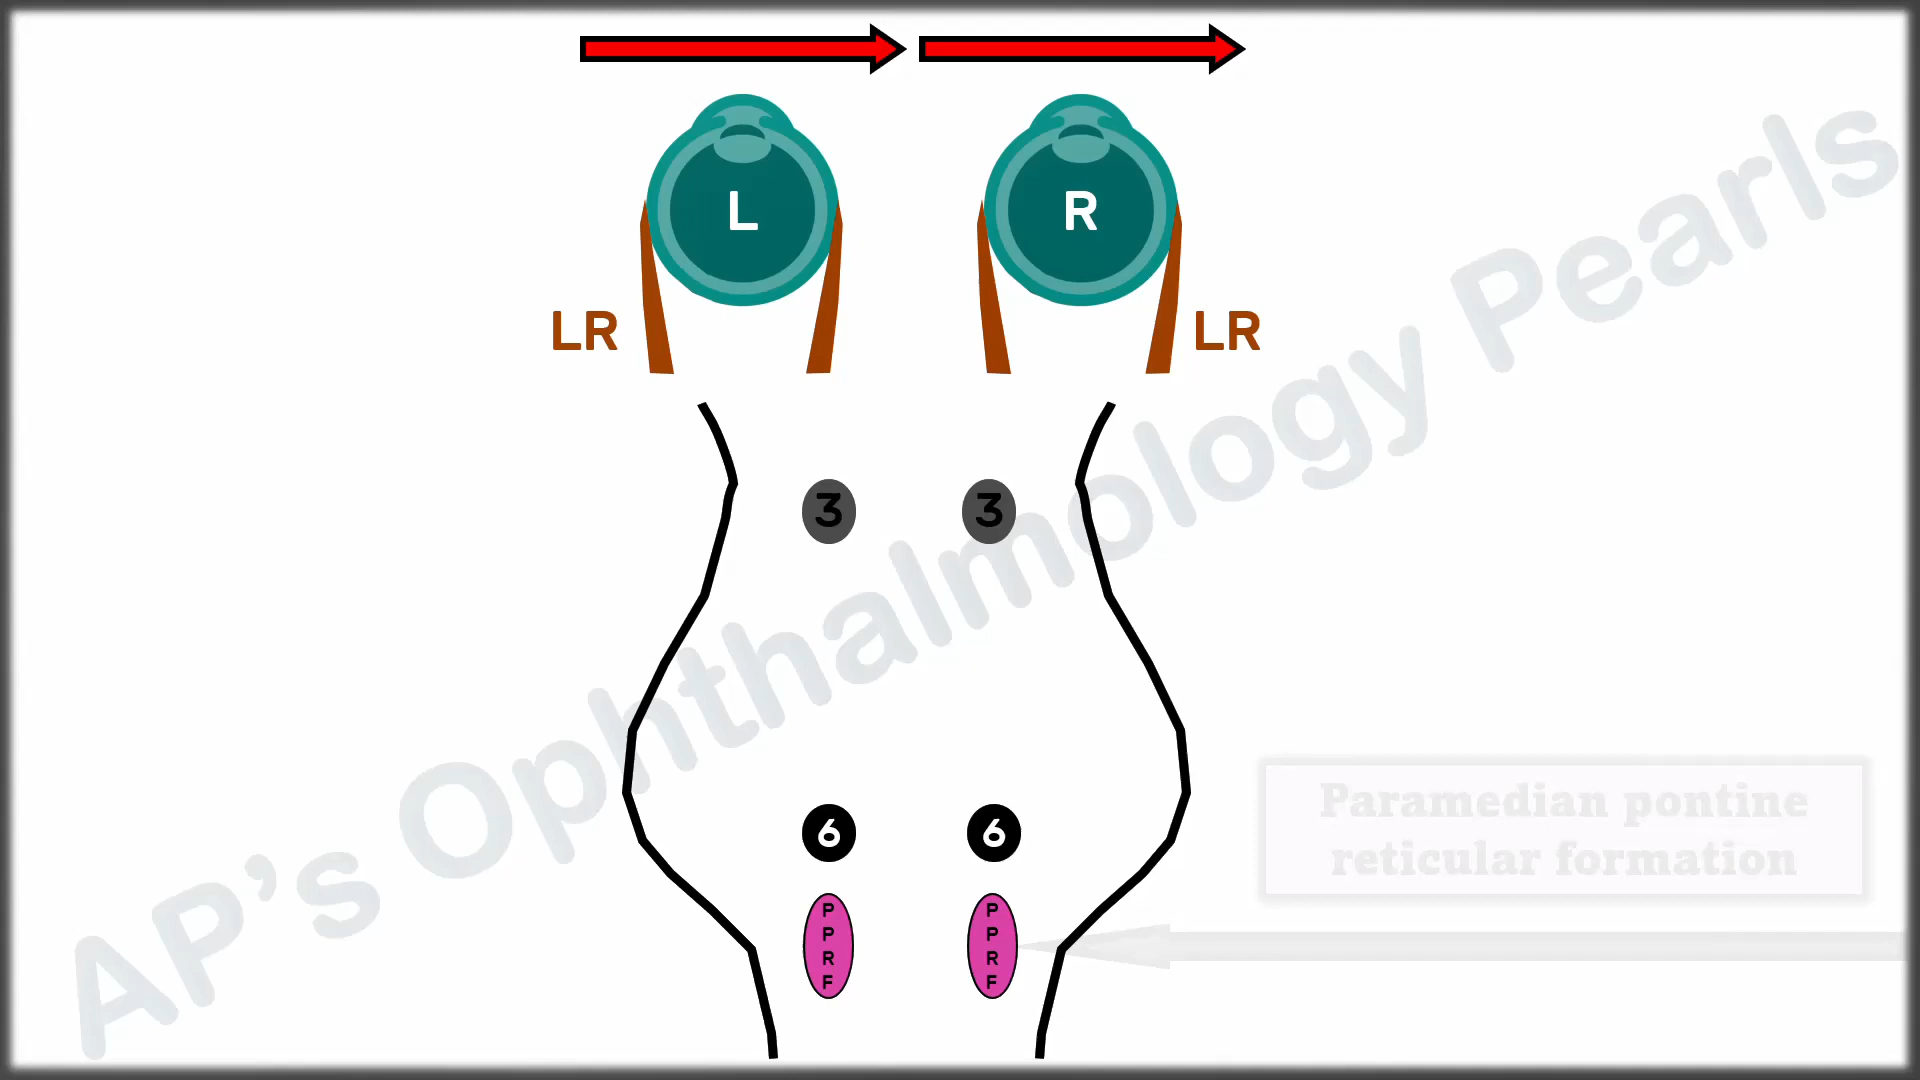 L R
LR LR
3 3
AP's Ophthalmology Pearls
Paramedian pontine
reticular formation
6 6
P P
P P
R R
F F